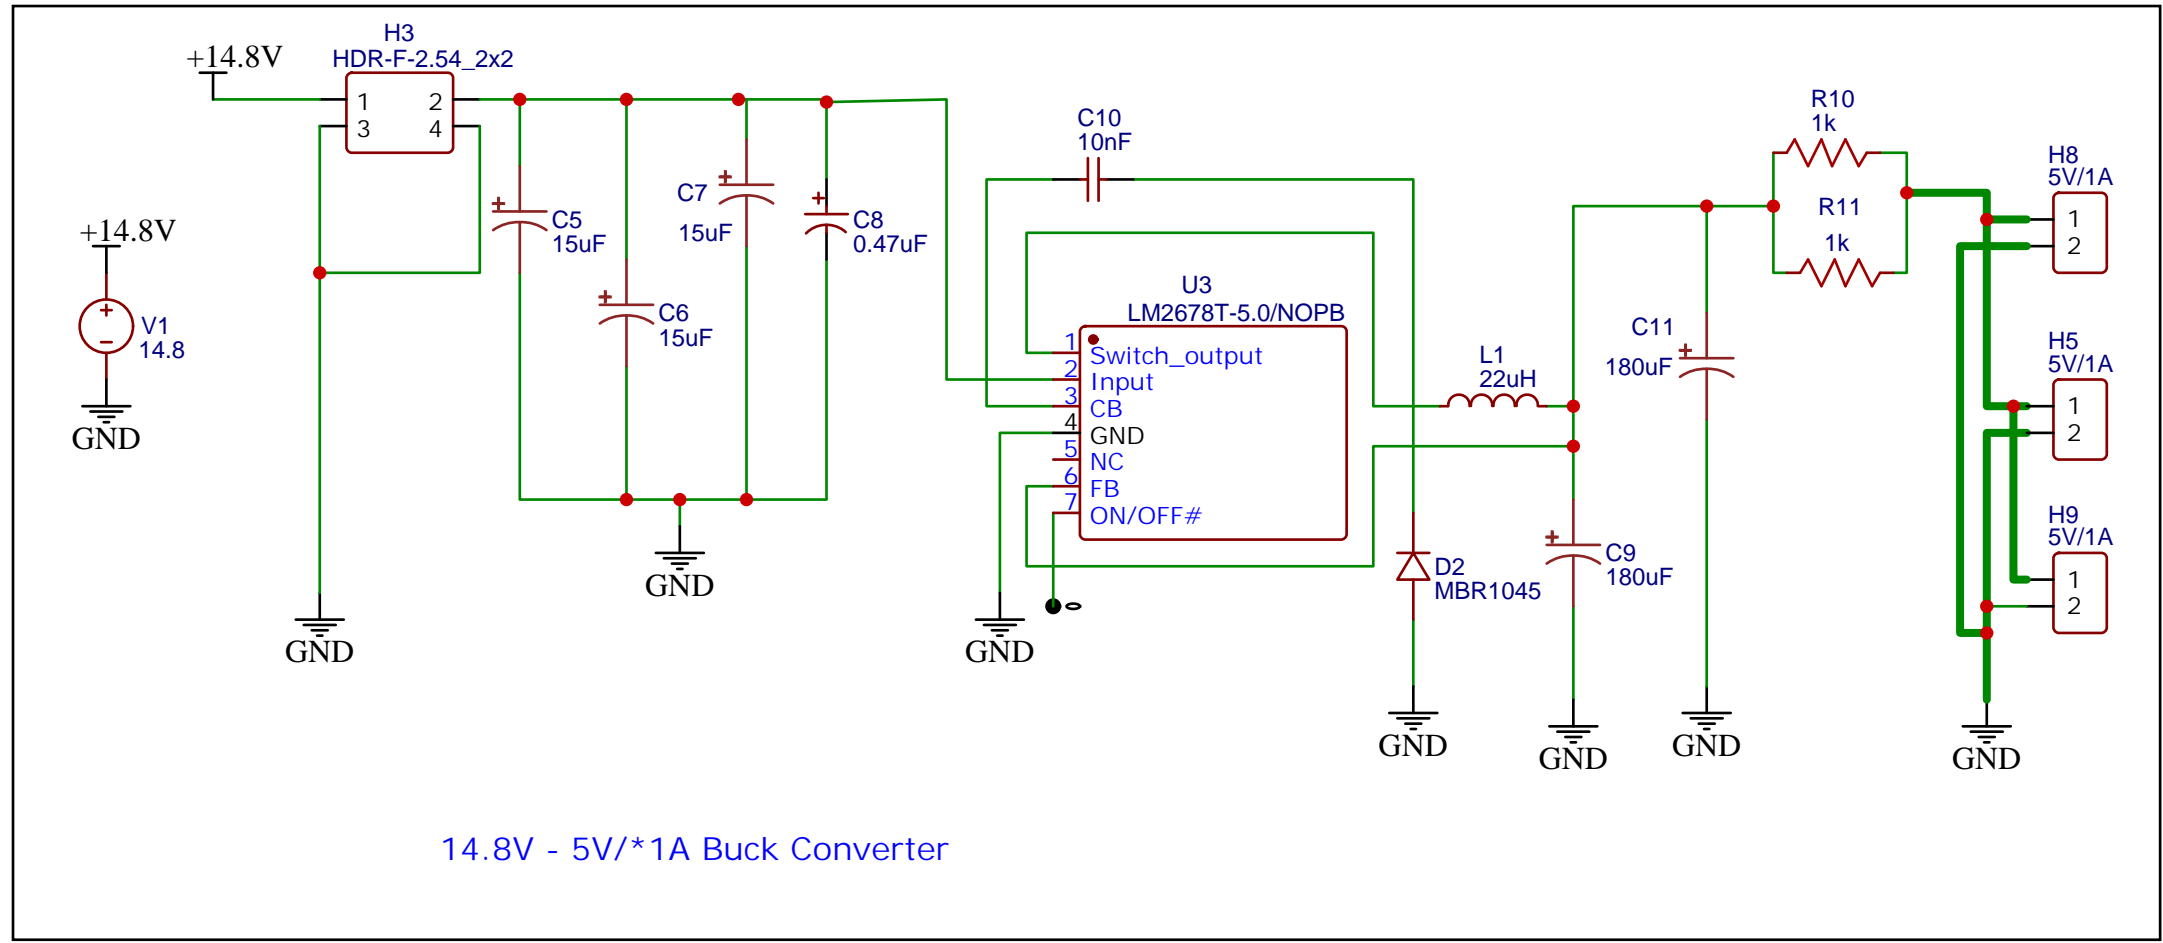 H3
HDR-F-2.54_2x2
+14.8V
1 2
3 4
+14.8V
V1
14.8
GND
GND
C5
15uF
C6
15uF
C7
15uF
C8
0.47uF
GND
C10
10nF
U3
LM2678T-5.0/NOPB
1 Switch_output
2 Input
3 CB
4 GND
5 NC
6 FB
7 ON/OFF#
0
GND
L1
22uH
D2
MBR1045
GND
C9
180uF
GND
C11
180uF
GND
R10
1k
R11
1k
H8
5V/1A
1
2
H5
5V/1A
1
2
H9
5V/1A
1
2
GND
14.8V - 5V/*1A Buck Converter